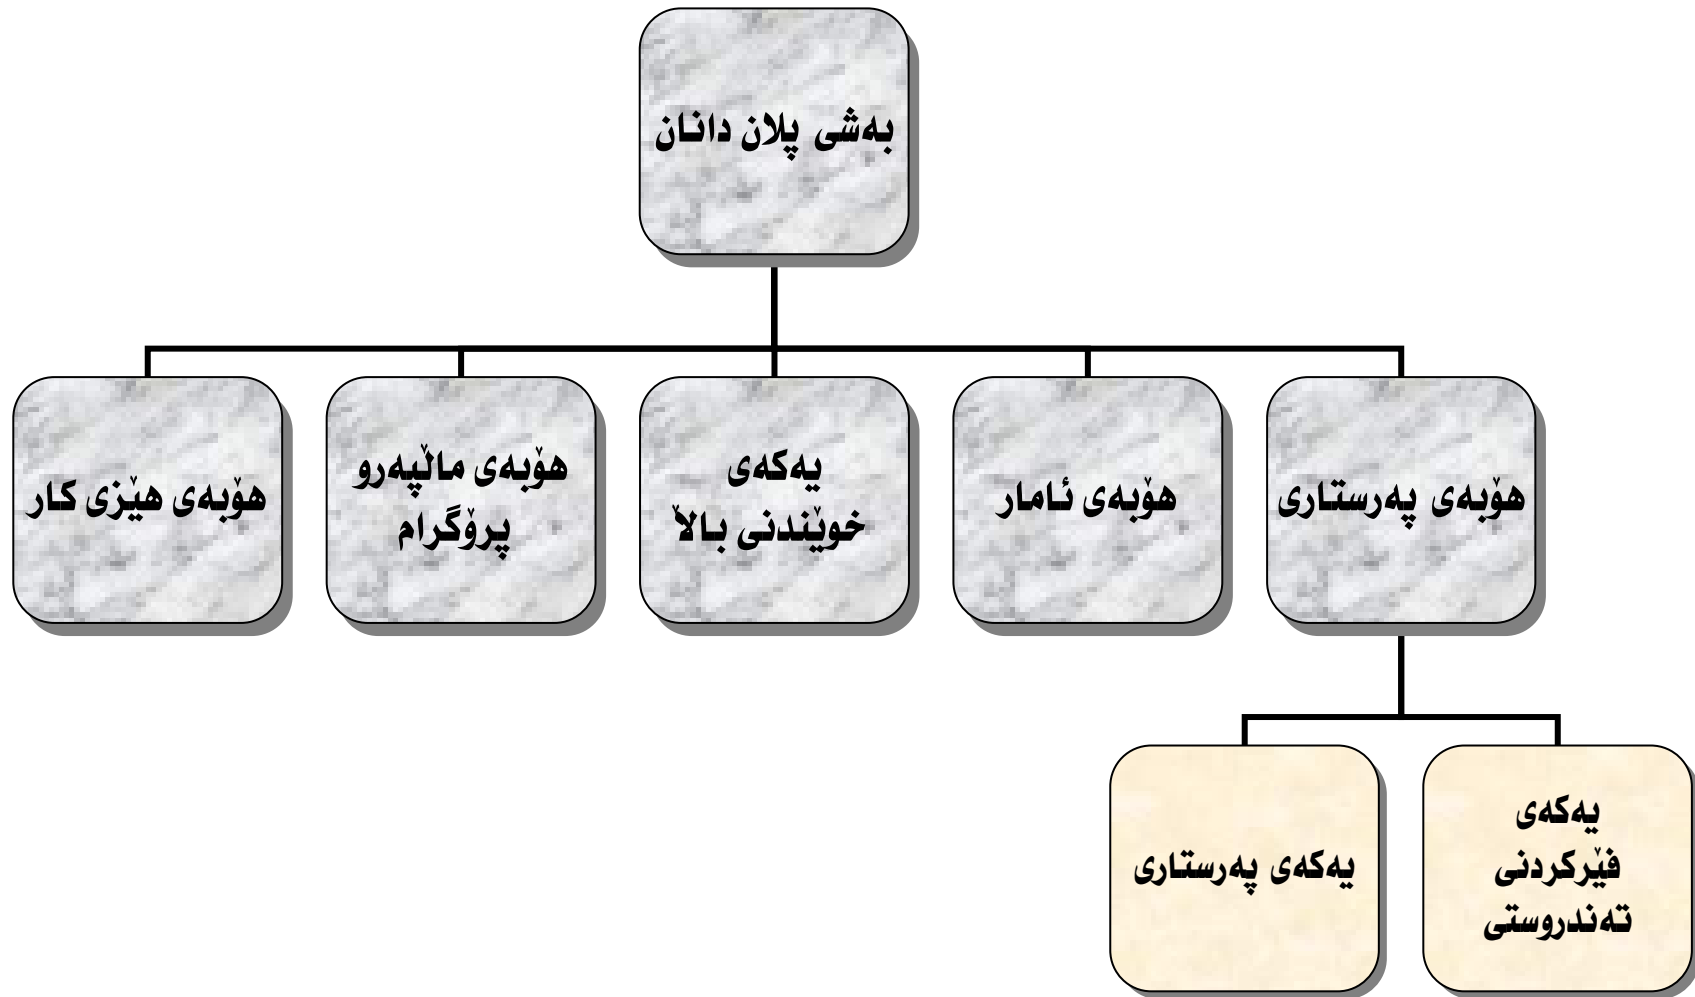 بەشی پلان دانان
هۆبەی پەرستاری
هۆبەی ئامار
یەکەی
خوێندنی بالاَ
هۆبەی ماڵپەرو
پرۆگرام
هۆبەی هێزی کار
یەکەی
فێرکردنی
تەندروستی
یەکەی پەرستاری